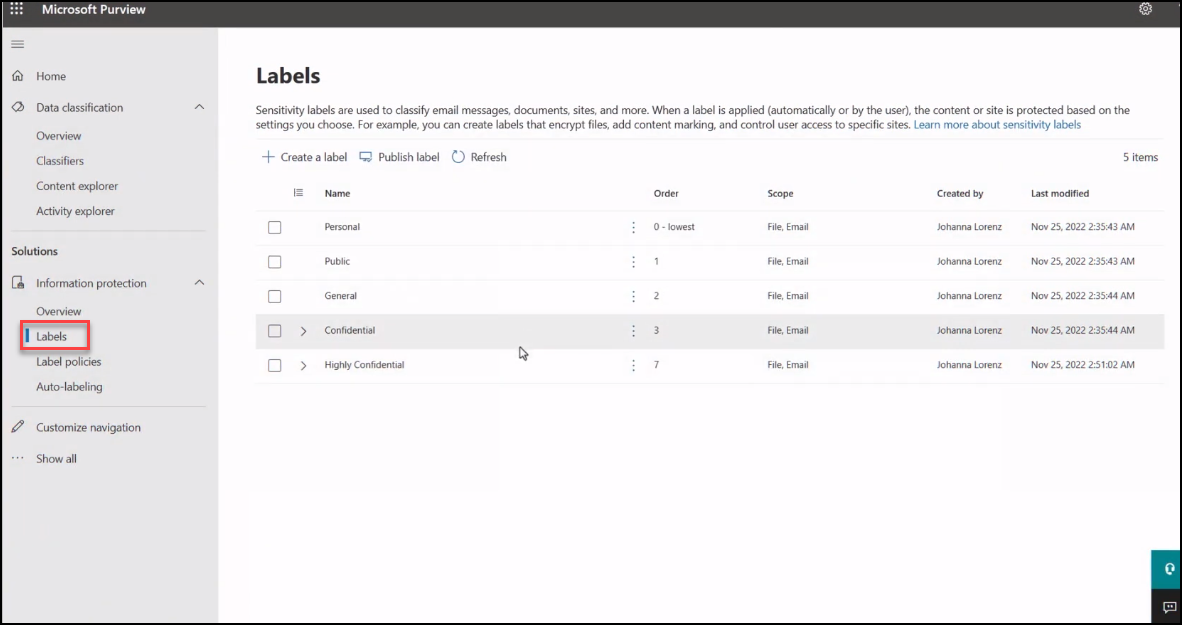 Microsoft Purview
Home
Data classification
Overview
Classifiers
Content explorer
Activity explorer
Solutions
Information protection
Overview
Labels
Label policies
Auto-labeling
Customize navigation
Show all
Labels
Sensitivity labels are used to classify email messages, documents, sites, and more. When a label is applied (automatically or by the user), the content or site is protected based on the
settings you choose. For example, you can create labels that encrypt files, add content marking, and control user access to specific sites. Learn more about sensitivity labels
Create a label Publish label Refresh 5 items
Name Order Scope Created by Last modified
Personal 0 - lowest File, Email Johanna Lorenz Nov 25, 2022 2:35:43 AM
Public 1 File, Email Johanna Lorenz Nov 25, 2022 2:35:43 AM
General 2 File, Email Johanna Lorenz Nov 25, 2022 2:35:44 AM
Confidential 3 File, Email Johanna Lorenz Nov 25, 2022 2:35:44 AM
Highly Confidential 7 File, Email Johanna Lorenz Nov 25, 2022 2:51:02 AM